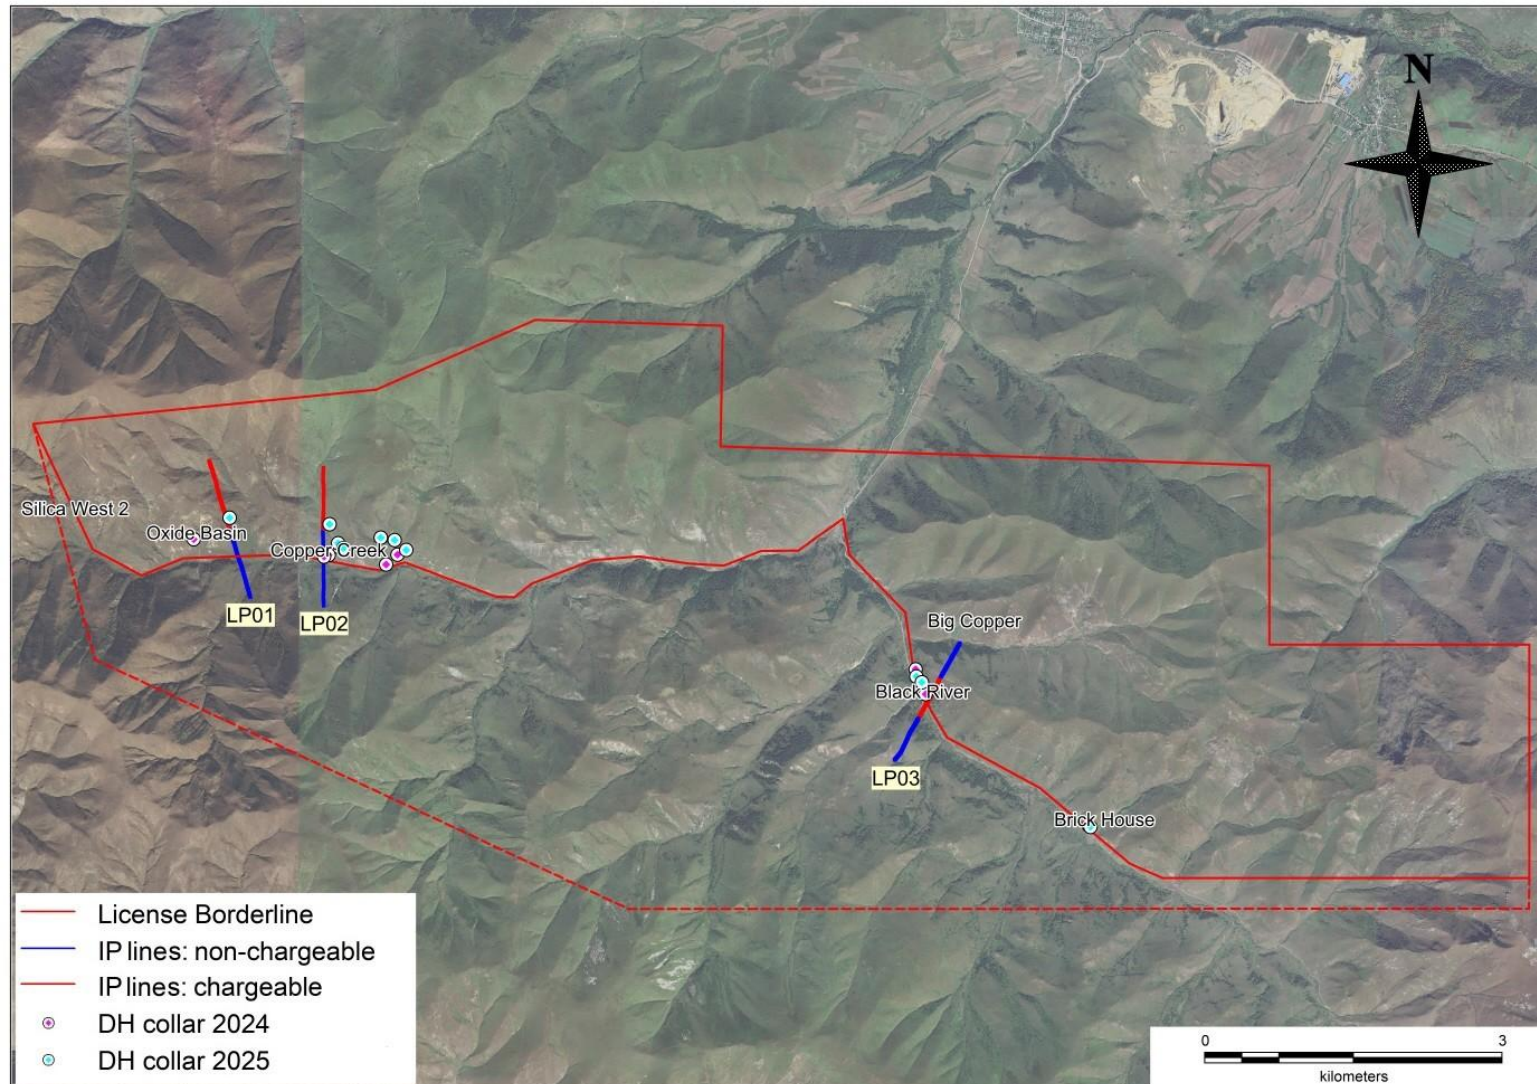 N
Silica West 2
Oxide Basin
Copper Creek
LP01
LP02
Big Copper
Black River
LP03
Brick House
License Borderline
IP lines: non-chargeable
IP lines: chargeable
DH collar 2024
DH collar 2025
0 3
kilometers